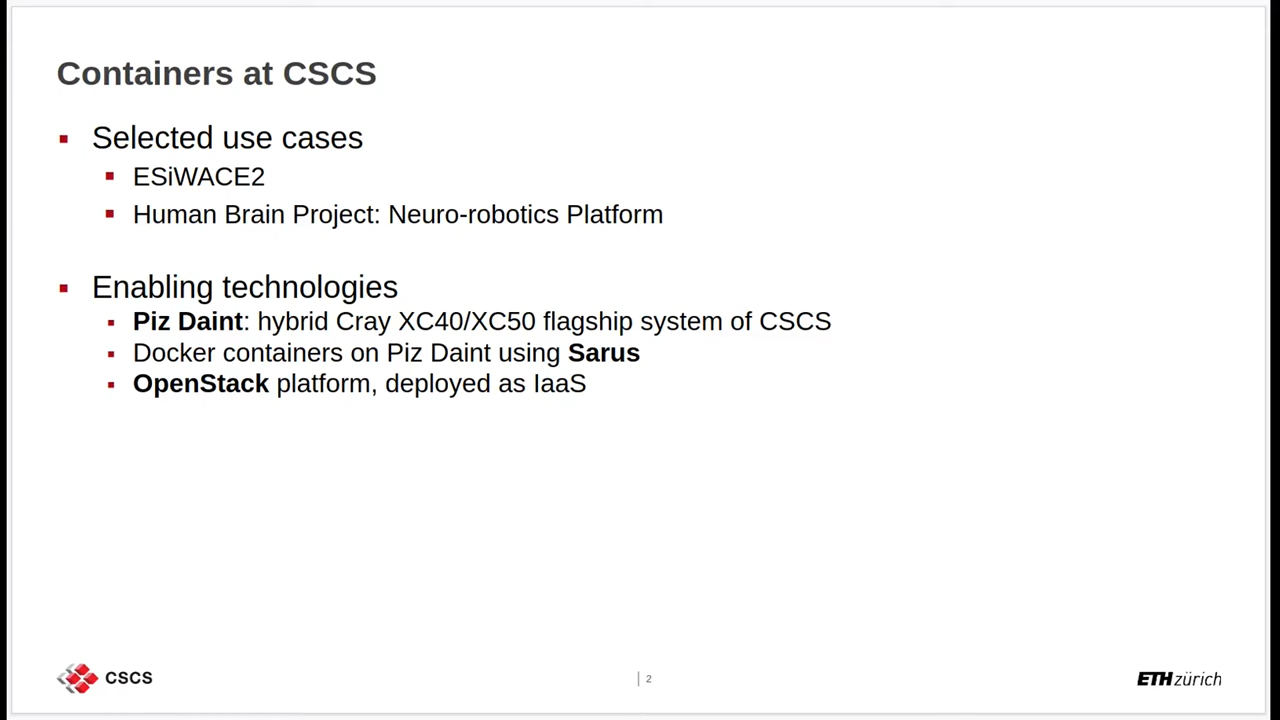 Containers at CSCS
Selected use cases
ESiWACE2
Human Brain Project: Neuro-robotics Platform
Enabling technologies
Piz Daint: hybrid Cray XC40/XC50 flagship system of CSCS
Docker containers on Piz Daint using Sarus
OpenStack platform, deployed as IaaS
CSCS
2
ETH zürich